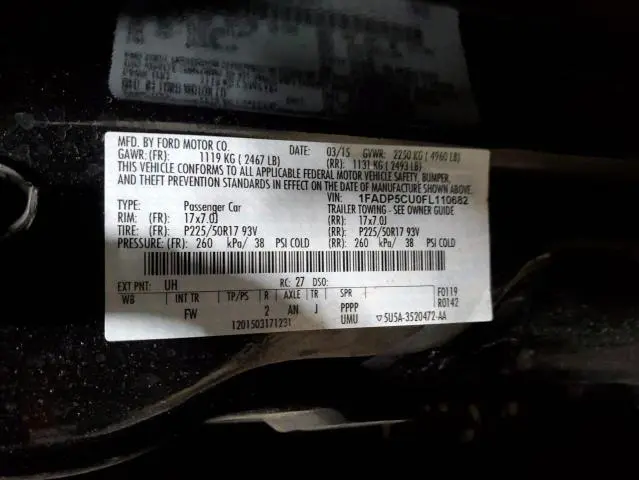 MFD. BY FORD MOTOR CO. DATE: 03/15 GVWR: 2250 KG ( 4960 LB)
GAWR: (FR): 1119 KG ( 2467 LB) (RR): 1131 KG ( 2493 LB)
THIS VEHICLE CONFORMS TO ALL APPLICABLE FEDERAL MOTOR VEHICLE SAFETY, BUMPER,
AND THEFT PREVENTION STANDARDS IN EFFECT ON THE DATE OF MANUFACTURE SHOWN ABOVE
VIN: 1FADP5CU0FL110682
TYPE: Passenger Car TRAILER TOWING - SEE OWNER GUIDE
RIM: (FR): 17x7.0J (RR): 17x7.0J
TIRE: (FR): P225/50R17 93V (RR): P225/50R17 93V
PRESSURE: (FR): 260 kPa/ 38 PSI COLD (RR): 260 kPa/ 38 PSI COLD
EXT PNT: UH RC: 27 DSO:
WB INT TR TP/PS R AXLE TR SPR F0119
FW 2 AN J PPPP R0142
1201503171231 UMU ▽ 5U5A-3520472-AA